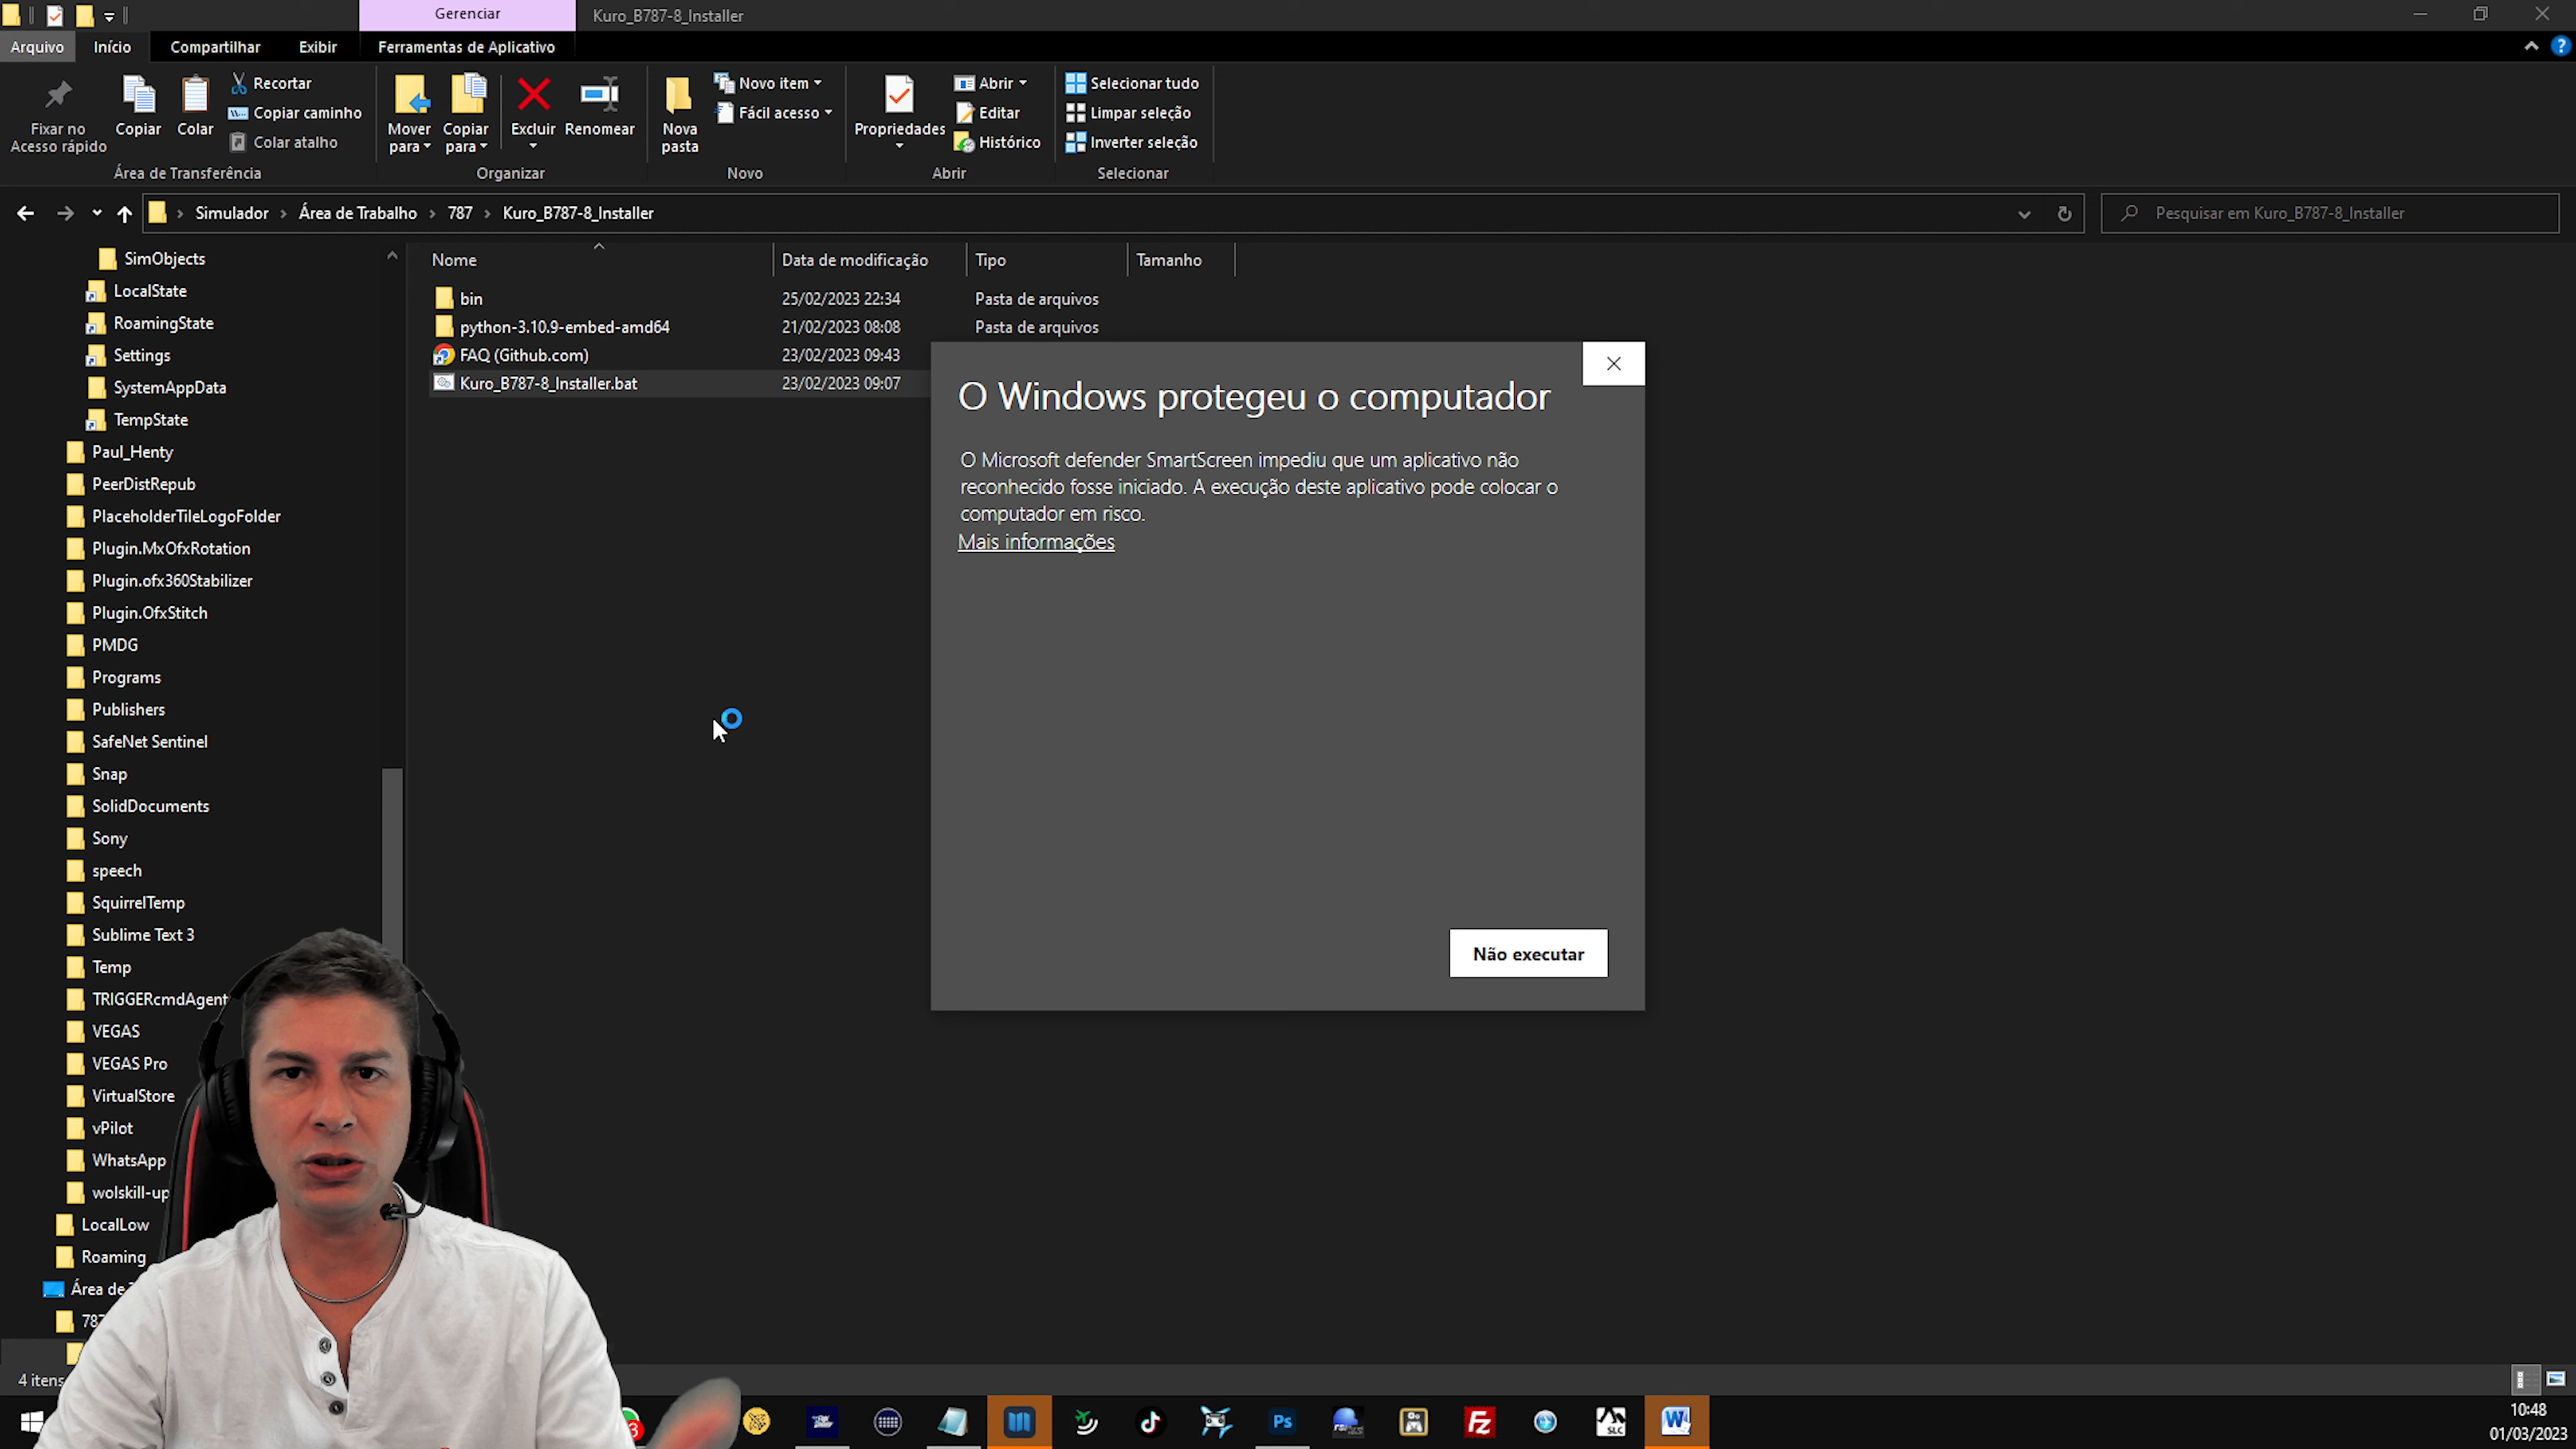 Gerenciar
Kuro_B787-8_Installer
Arquivo
Início
Compartilhar
Exibir
Ferramentas de Aplicativo
Fixar no
Acesso rápido
Copiar
Colar
Recortar
Copiar caminho
Colar atalho
Área de Transferência
Mover
para
Copiar
para
Excluir
Renomear
Organizar
Nova
pasta
Novo item
Fácil acesso
Novo
Propriedades
Abrir
Editar
Histórico
Abrir
Selecionar tudo
Limpar seleção
Inverter seleção
Selecionar
Simulador
Área de Trabalho
787
Kuro_B787-8_Installer
Pesquisar em Kuro_B787-8_Installer
SimObjects
LocalState
RoamingState
Settings
SystemAppData
TempState
Paul_Henty
PeerDistRepub
PlaceholderTileLogoFolder
Plugin.MxOfxRotation
Plugin.ofx360Stabilizer
Plugin.OfxStitch
PMDG
Programs
Publishers
SafeNet Sentinel
Snap
SolidDocuments
Sony
speech
SquirrelTemp
Sublime Text 3
Temp
TRIGGERcmdAgent
VEGAS
VEGAS Pro
VirtualStore
vPilot
WhatsApp
wolskill-up
LocalLow
Roaming
Área de
787
Nome Data de modificação Tipo Tamanho
bin 25/02/2023 22:34 Pasta de arquivos
python-3.10.9-embed-amd64 21/02/2023 08:08 Pasta de arquivos
FAQ (Github.com) 23/02/2023 09:43
Kuro_B787-8_Installer.bat 23/02/2023 09:07
O Windows protegeu o computador
O Microsoft defender SmartScreen impediu que um aplicativo não
reconhecido fosse iniciado. A execução deste aplicativo pode colocar o
computador em risco.
Mais informações
Não executar
4 itens
3
Ps
Fz
SLC
W
10:48
01/03/2023